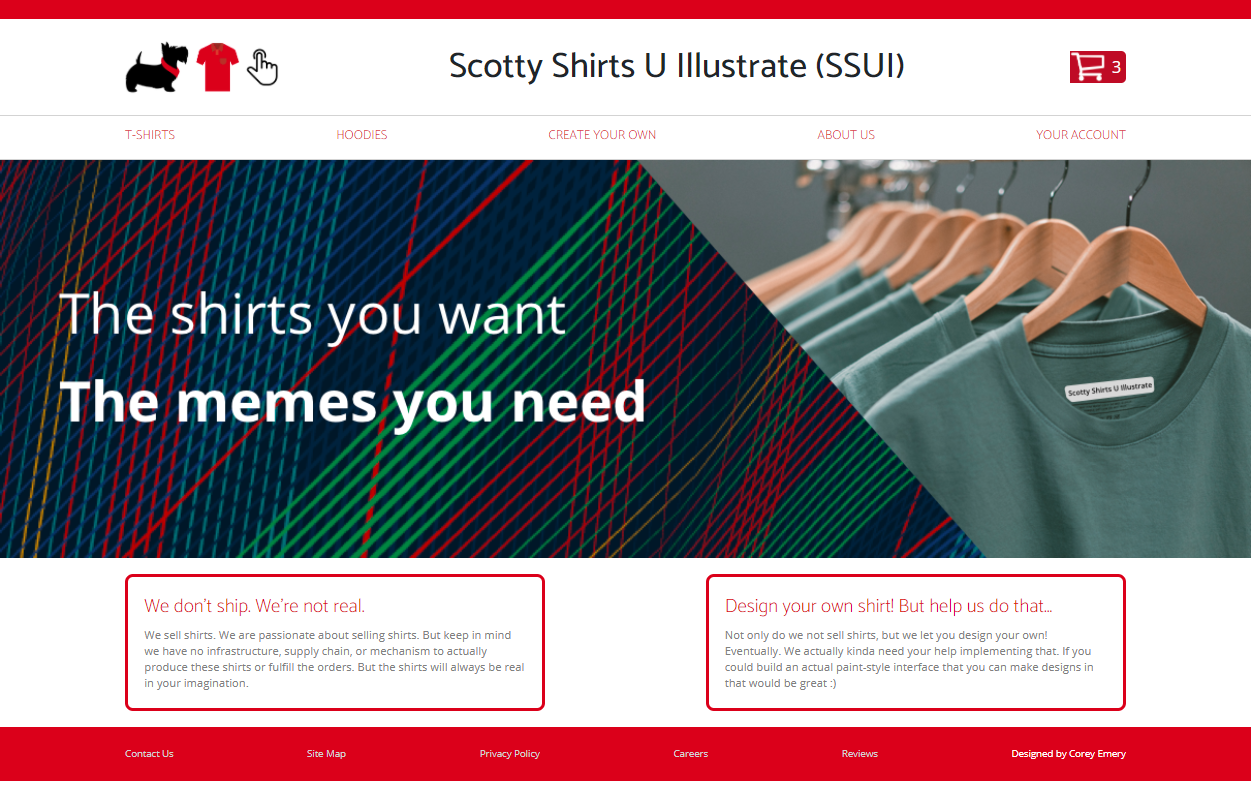 Scotty Shirts U Illustrate (SSUI)
3
T-SHIRTS
HOODIES
CREATE YOUR OWN
ABOUT US
YOUR ACCOUNT
The shirts you want
The memes you need
Scotty Shirts U Illustrate
We don’t ship. We’re not real.
We sell shirts. We are passionate about selling shirts. But keep in mind
we have no infrastructure, supply chain, or mechanism to actually
produce these shirts or fulfill the orders. But the shirts will always be real
in your imagination.
Design your own shirt! But help us do that...
Not only do we not sell shirts, but we let you design your own!
Eventually. We actually kinda need your help implementing that. If you
could build an actual paint-style interface that you can make designs in
that would be great :)
Contact Us
Site Map
Privacy Policy
Careers
Reviews
Designed by Corey Emery